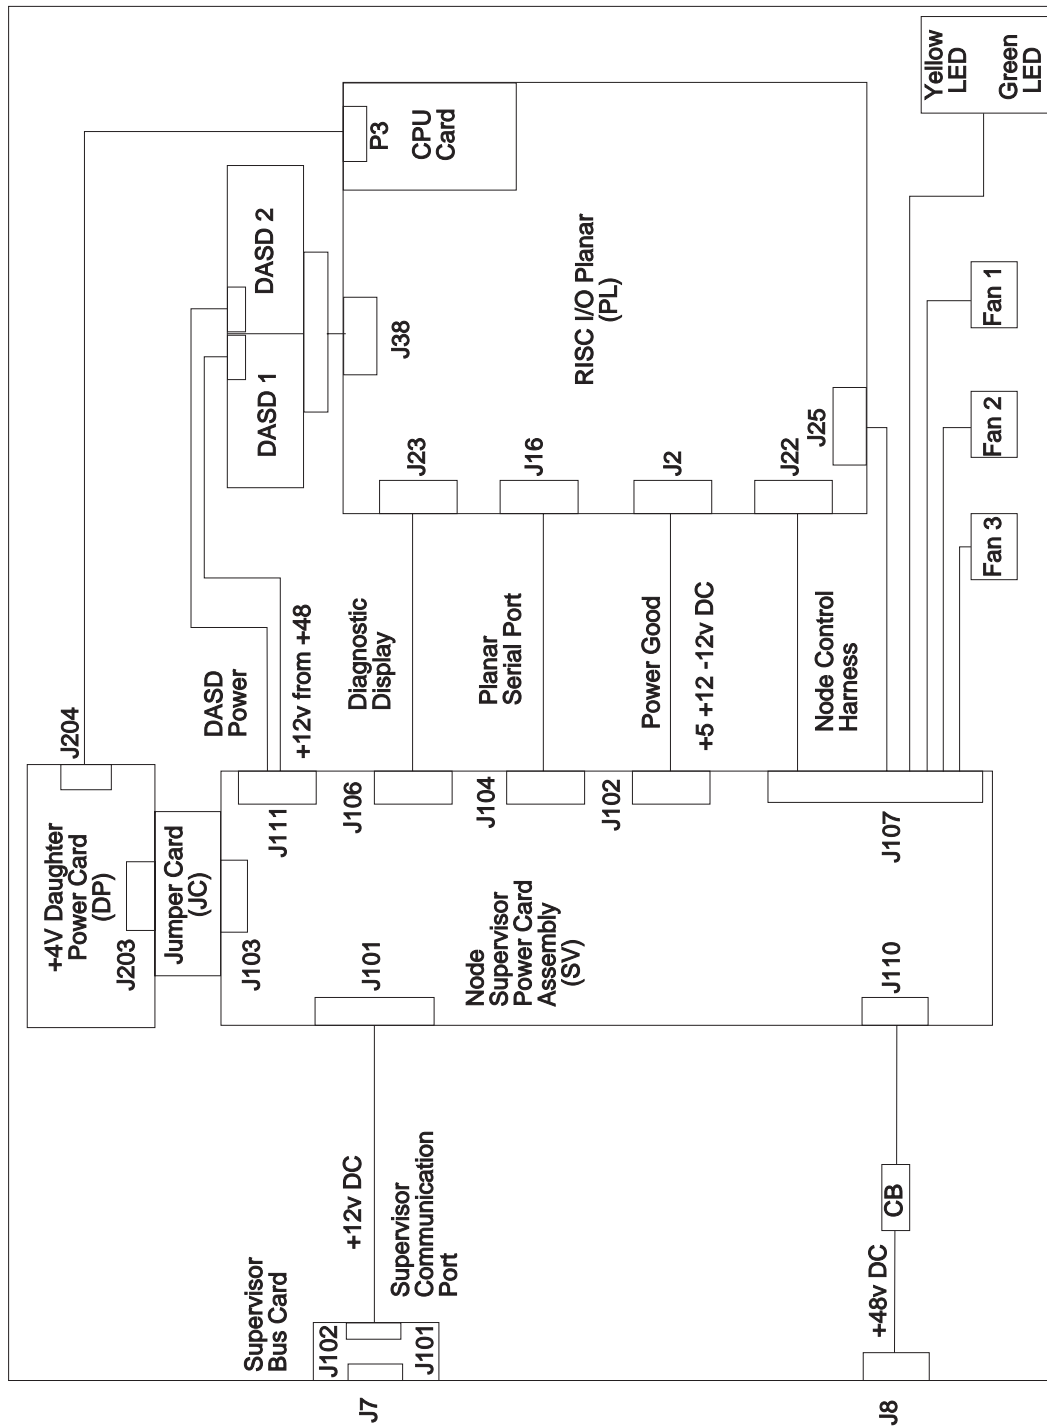 +4V Daughter
Power Card
(DP)
J203
J204
Jumper Card
(JC)
J103
J111
DASD
Power
+12v from +48
DASD 1
DASD 2
P3
CPU
Card
J38
RISC I/O Planar
(PL)
J23
J16
J2
J22
J25
Diagnostic
Display
J106
Planar
Serial Port
J104
Power Good
+5 +12 -12v DC
J102
Node Control
Harness
J107
Node
Supervisor
Power Card
Assembly
(SV)
J101
J110
Supervisor
Bus Card
J102
J101
J7
+12v DC
Supervisor
Communication
Port
J8
+48v DC
CB
Fan 3
Fan 2
Fan 1
Yellow
LED
Green
LED